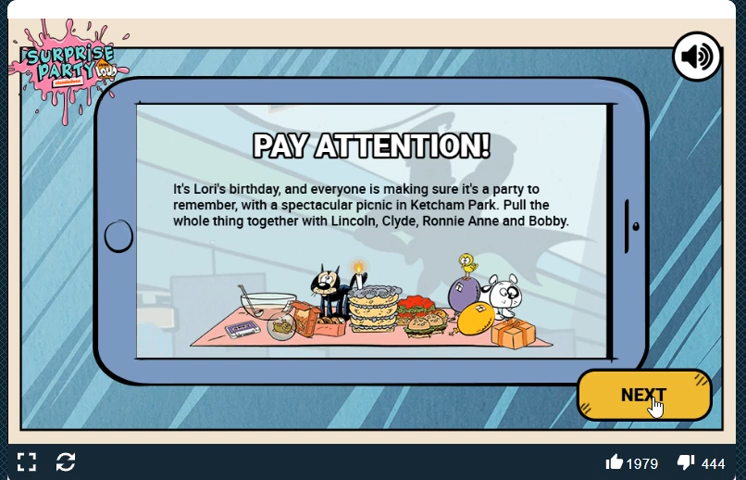 SURPRISE
PARTY
PAY ATTENTION!
It's Lori's birthday, and everyone is making sure it's a party to
remember, with a spectacular picnic in Ketcham Park. Pull the
whole thing together with Lincoln, Clyde, Ronnie Anne and Bobby.
NEXT
1979
444